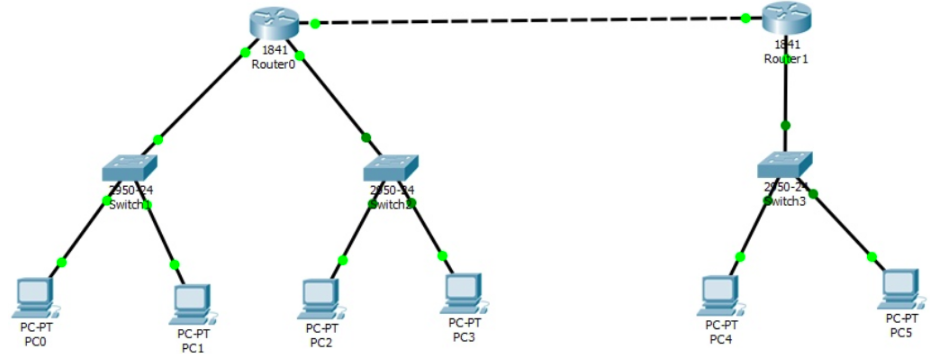 1841
Router0
1841
Router1
2950-24
Switch1
2950-24
Switch2
2950-24
Switch3
PC-PT
PC0
PC-PT
PC1
PC-PT
PC2
PC-PT
PC3
PC-PT
PC4
PC-PT
PC5